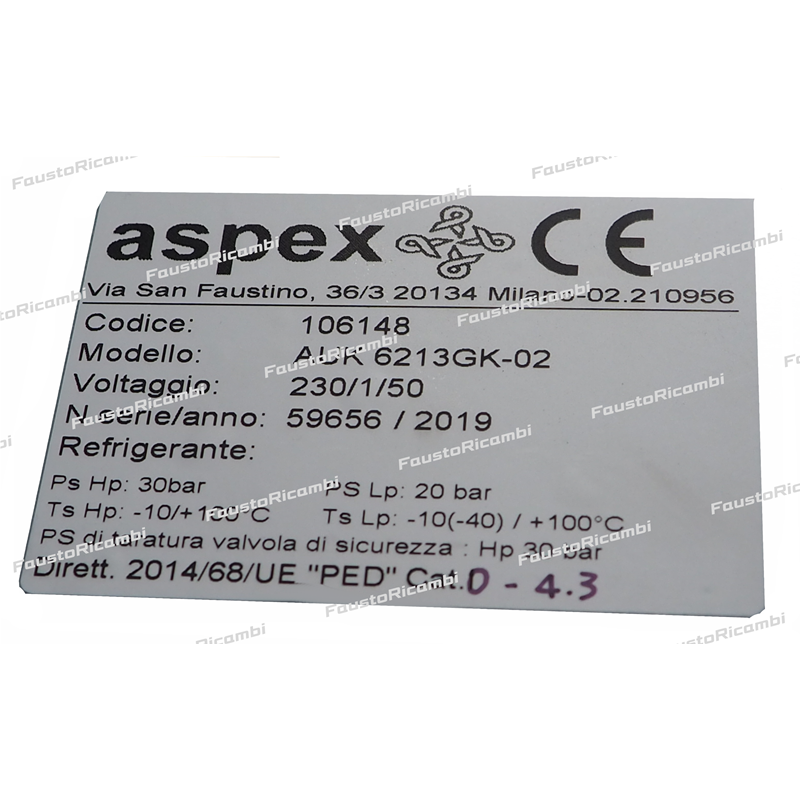 aspex CE
Via San Faustino, 36/3 20134 Milano-02.210956
Codice: 106148
Modello: 6213GK-02
Voltaggio: 230/1/50
N.serie/anno: 59656 / 2019
Refrigerante:
Ps Hp: 30bar PS Lp: 20 bar
Ts Hp: -10/+130°C Ts Lp: -10(-40) / +100°C
PS di taratura valvola di sicurezza : Hp 30 bar
Dirett. 2014/68/UE "PED" Cat. 0 - 4.3
FaustoRicambi